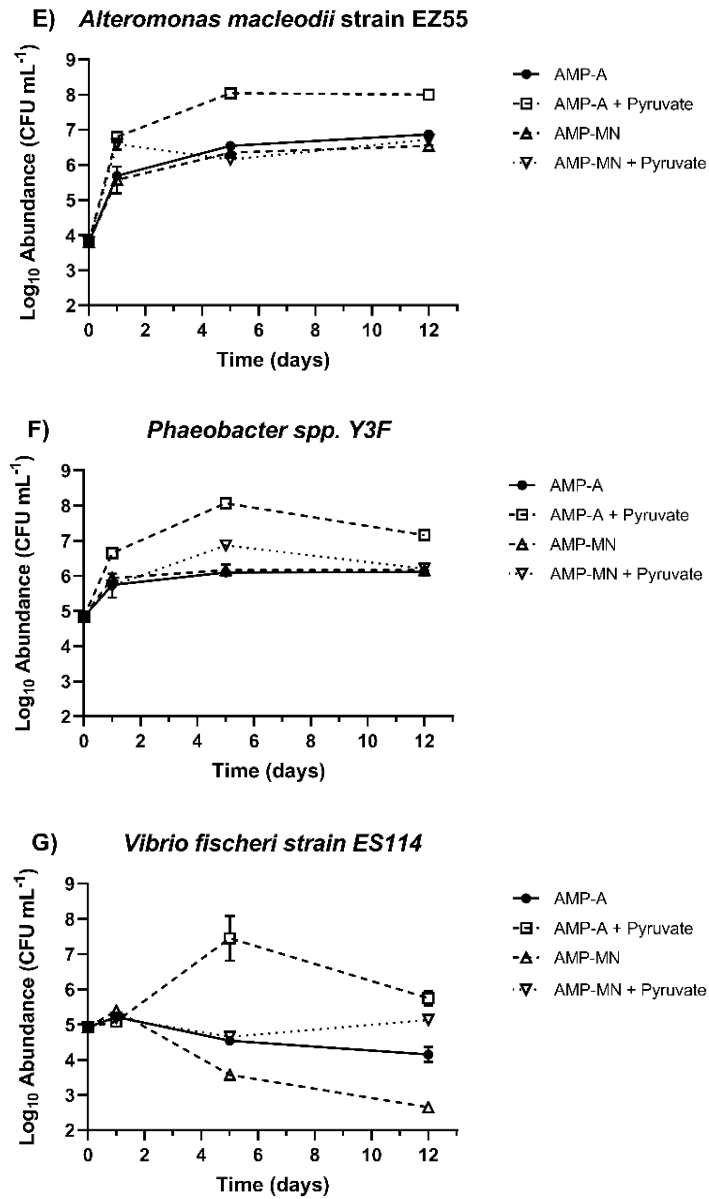 E) Alteromonas macleodii strain EZ55
Log10 Abundance (CFU mL-1)
9
8
7
6
5
4
3
2
0 2 4 6 8 10 12
Time (days)
AMP-A
AMP-A + Pyruvate
AMP-MN
AMP-MN + Pyruvate
F) Phaeobacter spp. Y3F
Log10 Abundance (CFU mL-1)
9
8
7
6
5
4
3
2
0 2 4 6 8 10 12
Time (days)
AMP-A
AMP-A + Pyruvate
AMP-MN
AMP-MN + Pyruvate
G) Vibrio fischeri strain ES114
Log10 Abundance (CFU mL-1)
9
8
7
6
5
4
3
2
0 2 4 6 8 10 12
Time (days)
AMP-A
AMP-A + Pyruvate
AMP-MN
AMP-MN + Pyruvate